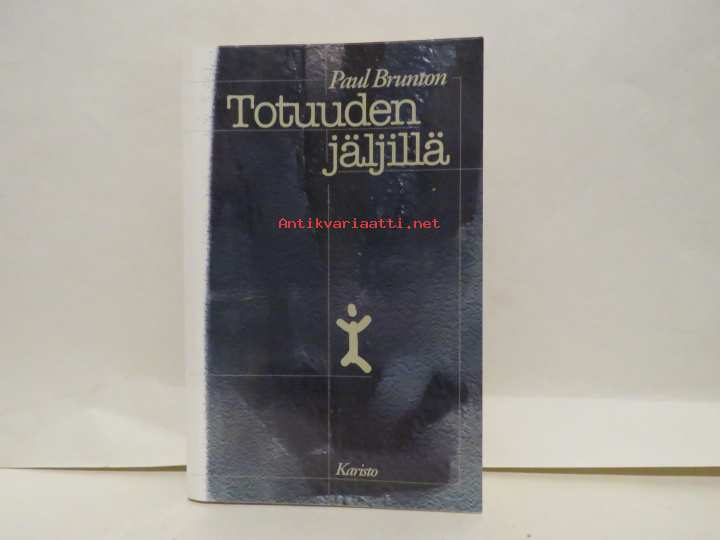 Paul Brunton
Totuuden
jäljillä
Antikvariaatti.net
Karisto